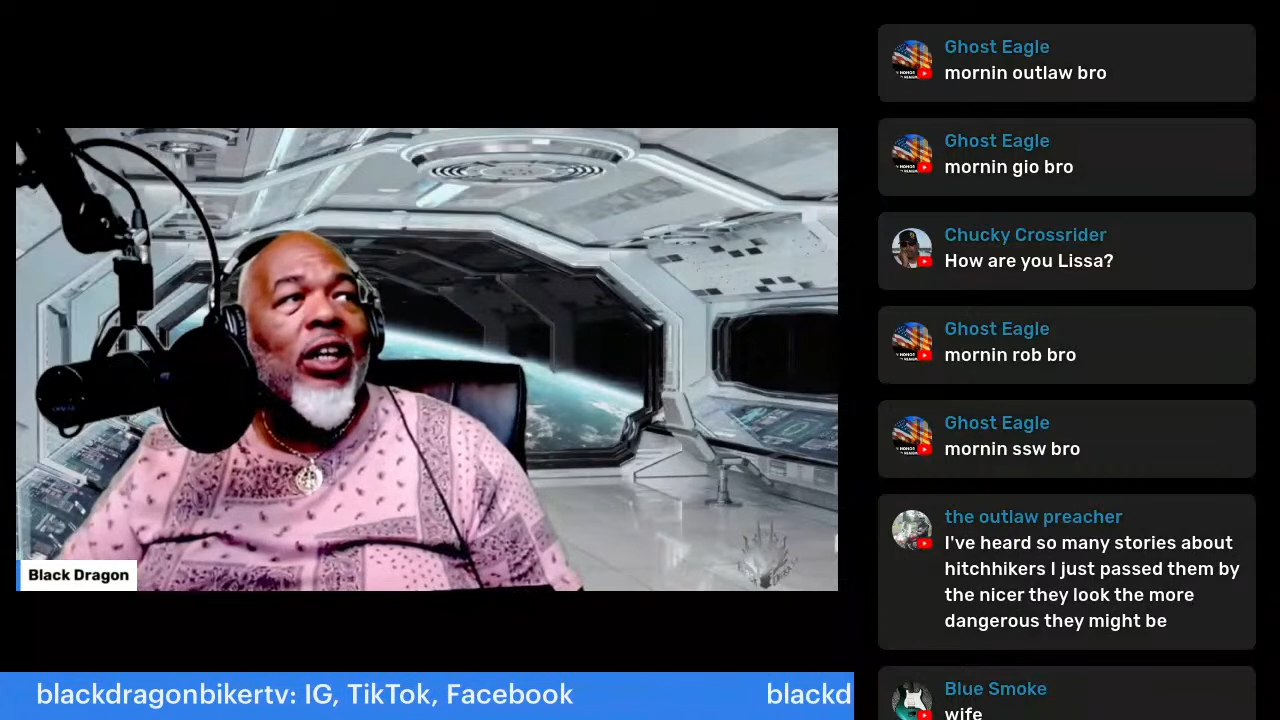 Ghost Eagle
mornin outlaw bro
Ghost Eagle
mornin gio bro
Chucky Crossrider
How are you Lissa?
Ghost Eagle
mornin rob bro
Ghost Eagle
mornin ssw bro
the outlaw preacher
I've heard so many stories about
hitchhikers I just passed them by
the nicer they look the more
dangerous they might be
Blue Smoke
wife
Black Dragon
blackdragonbikertv: IG, TikTok, Facebook
blackd